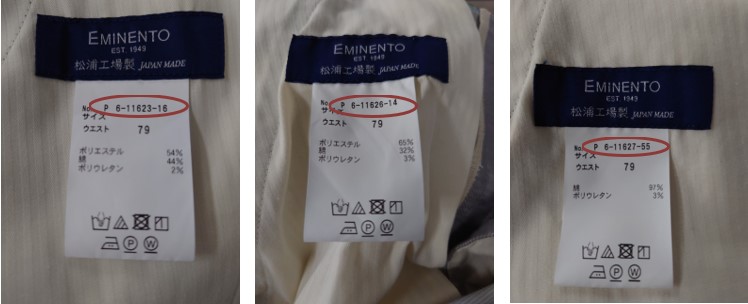 EMINENTO
EST. 1949
松浦工場製 JAPAN MADE
No. P 6-11623-16
サイズ
ウエスト 79
ポリエステル 54%
綿 44%
ポリウレタン 2%
P W
EMINENTO
EST. 1949
松浦工場製 JAPAN MADE
No. P 6-11626-14
サイズ
ウエスト 79
ポリエステル 65%
綿 32%
ポリウレタン 3%
P W
EMINENTO
EST. 1949
松浦工場製 JAPAN MADE
No. P 6-11627-55
サイズ
ウエスト 79
綿 97%
ポリウレタン 3%
P W